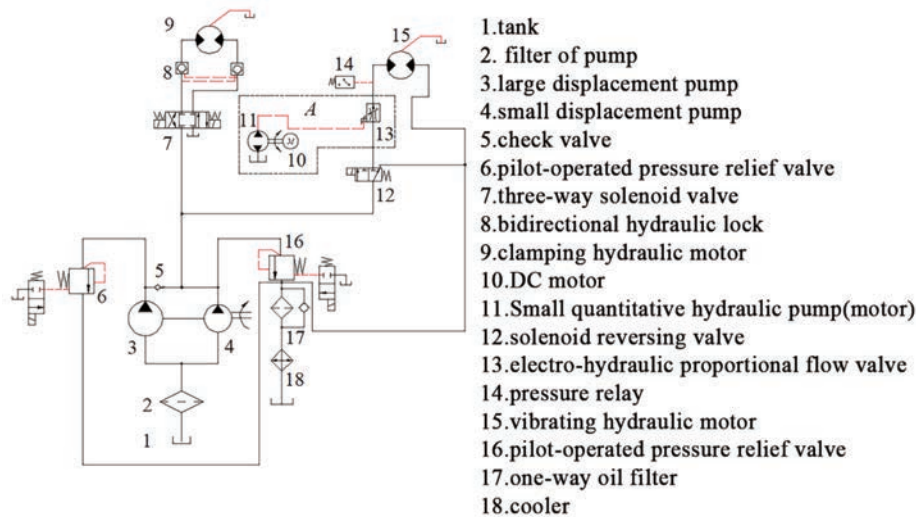 9
15
8
14
A
11
13
10
7
12
16
5
6
3
4
17
18
2
1
1.tank
2. filter of pump
3.large displacement pump
4.small displacement pump
5.check valve
6.pilot-operated pressure relief valve
7.three-way solenoid valve
8.bidirectional hydraulic lock
9.clamping hydraulic motor
10.DC motor
11.Small quantitative hydraulic pump(motor)
12.solenoid reversing valve
13.electro-hydraulic proportional flow valve
14.pressure relay
15.vibrating hydraulic motor
16.pilot-operated pressure relief valve
17.one-way oil filter
18.cooler